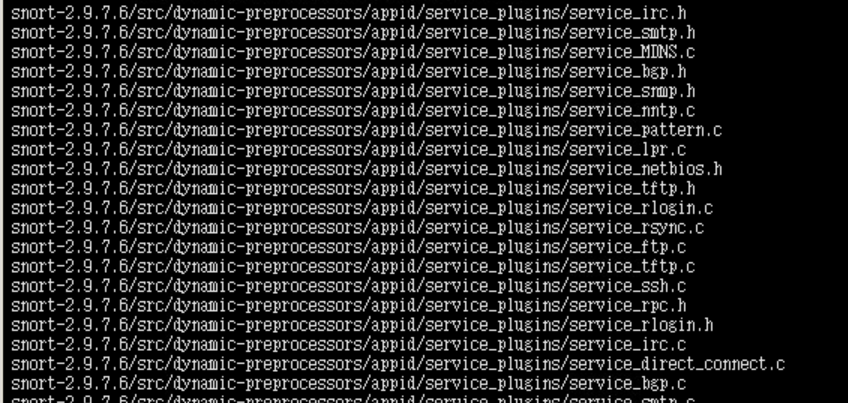 snort-2.9.7.6/src/dynamic-preprocessors/appid/service_plugins/service_irc.h
snort-2.9.7.6/src/dynamic-preprocessors/appid/service_plugins/service_smtp.h
snort-2.9.7.6/src/dynamic-preprocessors/appid/service_plugins/service_MDNS.c
snort-2.9.7.6/src/dynamic-preprocessors/appid/service_plugins/service_bgp.h
snort-2.9.7.6/src/dynamic-preprocessors/appid/service_plugins/service_snmp.h
snort-2.9.7.6/src/dynamic-preprocessors/appid/service_plugins/service_nntp.c
snort-2.9.7.6/src/dynamic-preprocessors/appid/service_plugins/service_pattern.c
snort-2.9.7.6/src/dynamic-preprocessors/appid/service_plugins/service_lpr.c
snort-2.9.7.6/src/dynamic-preprocessors/appid/service_plugins/service_netbios.h
snort-2.9.7.6/src/dynamic-preprocessors/appid/service_plugins/service_tftp.h
snort-2.9.7.6/src/dynamic-preprocessors/appid/service_plugins/service_rlogin.c
snort-2.9.7.6/src/dynamic-preprocessors/appid/service_plugins/service_rsync.c
snort-2.9.7.6/src/dynamic-preprocessors/appid/service_plugins/service_ftp.c
snort-2.9.7.6/src/dynamic-preprocessors/appid/service_plugins/service_tftp.c
snort-2.9.7.6/src/dynamic-preprocessors/appid/service_plugins/service_ssh.c
snort-2.9.7.6/src/dynamic-preprocessors/appid/service_plugins/service_rpc.h
snort-2.9.7.6/src/dynamic-preprocessors/appid/service_plugins/service_rlogin.h
snort-2.9.7.6/src/dynamic-preprocessors/appid/service_plugins/service_irc.c
snort-2.9.7.6/src/dynamic-preprocessors/appid/service_plugins/service_direct_connect.c
snort-2.9.7.6/src/dynamic-preprocessors/appid/service_plugins/service_bgp.c
snort-2.9.7.6/src/dynamic-preprocessors/appid/service_plugins/service_smtp.c